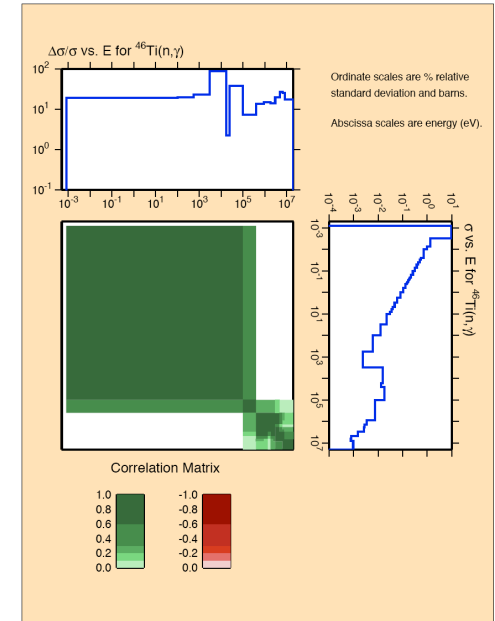 Δσ/σ vs. E for ⁴⁶Ti(n,γ)
Ordinate scales are % relative
standard deviation and barns.
Abscissa scales are energy (eV).
10²
10¹
10⁰
10⁻¹
10⁻³ 10⁻¹ 10¹ 10³ 10⁵ 10⁷
10⁻⁴ 10⁻³ 10⁻² 10⁻¹ 10⁰ 10¹
σ vs. E for ⁴⁶Ti(n,γ)
10⁻³
10⁻¹
10¹
10³
10⁵
10⁷
Correlation Matrix
1.0 -1.0
0.8 -0.8
0.6 -0.6
0.4 -0.4
0.2 -0.2
0.0 0.0